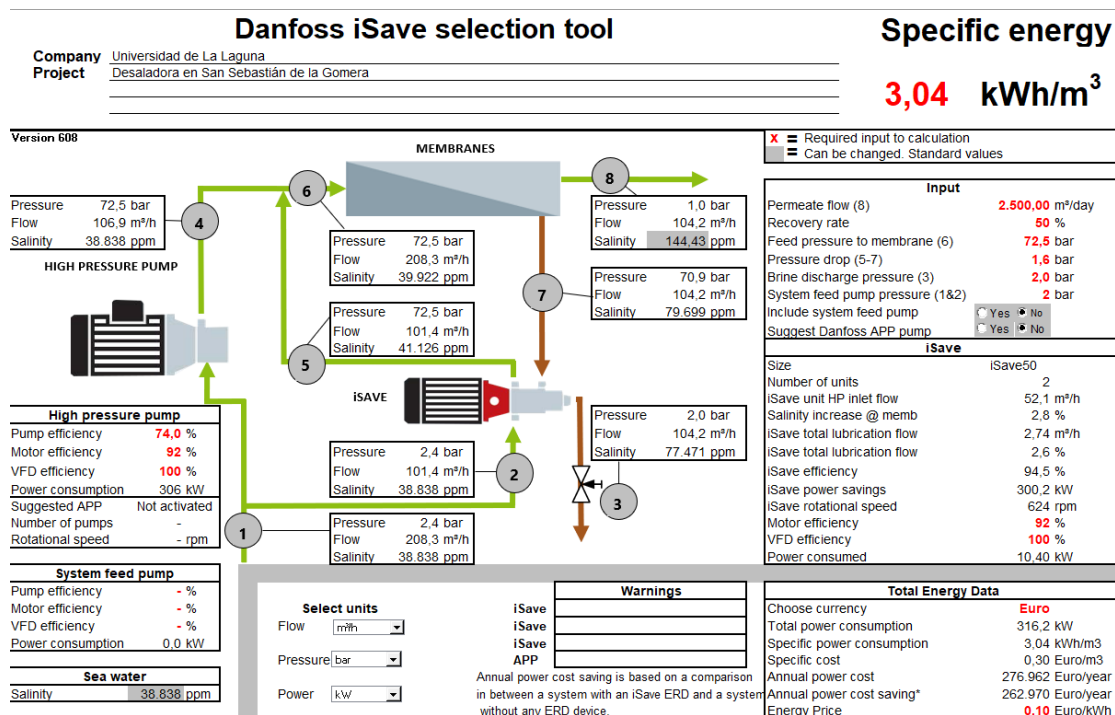 Danfoss iSave selection tool
Specific energy
Company Universidad de La Laguna
Project Desaladora en San Sebastián de la Gomera
3,04 kWh/m³
Version 608
X = Required input to calculation
= Can be changed. Standard values
MEMBRANES
Pressure 72,5 bar
Flow 106,9 m³/h
Salinity 38.838 ppm
4
6
8
Pressure 1,0 bar
Flow 104,2 m³/h
Salinity 144,43 ppm
Pressure 72,5 bar
Flow 208,3 m³/h
Salinity 39.922 ppm
HIGH PRESSURE PUMP
7
Pressure 70,9 bar
Flow 104,2 m³/h
Salinity 79.699 ppm
Pressure 72,5 bar
Flow 101,4 m³/h
Salinity 41.126 ppm
5
iSAVE
Pressure 2,0 bar
Flow 104,2 m³/h
Salinity 77.471 ppm
3
Pressure 2,4 bar
Flow 101,4 m³/h
Salinity 38.838 ppm
2
1
Pressure 2,4 bar
Flow 208,3 m³/h
Salinity 38.838 ppm
High pressure pump
Pump efficiency 74,0 %
Motor efficiency 92 %
VFD efficiency 100 %
Power consumption 306 kW
Suggested APP Not activated
Number of pumps -
Rotational speed - rpm
System feed pump
Pump efficiency - %
Motor efficiency - %
VFD efficiency - %
Power consumption 0,0 kW
Sea water
Salinity 38.838 ppm
Select units
Flow m³/h
Pressure bar
Power kW
Warnings
iSave
iSave
iSave
APP
Annual power cost saving is based on a comparison
in between a system with an iSave ERD and a system
without any ERD device.
Input
Permeate flow (8) 2.500,00 m³/day
Recovery rate 50 %
Feed pressure to membrane (6) 72,5 bar
Pressure drop (5-7) 1,6 bar
Brine discharge pressure (3) 2,0 bar
System feed pump pressure (1&2) 2 bar
Include system feed pump Yes No
Suggest Danfoss APP pump Yes No
iSave
Size iSave50
Number of units 2
iSave unit HP inlet flow 52,1 m³/h
Salinity increase @ memb 2,8 %
iSave total lubrication flow 2,74 m³/h
iSave total lubrication flow 2,6 %
iSave efficiency 94,5 %
iSave power savings 300,2 kW
iSave rotational speed 624 rpm
Motor efficiency 92 %
VFD efficiency 100 %
Power consumed 10,40 kW
Total Energy Data
Choose currency Euro
Total power consumption 316,2 kW
Specific power consumption 3,04 kWh/m3
Specific cost 0,30 Euro/m3
Annual power cost 276.962 Euro/year
Annual power cost saving* 262.970 Euro/year
Energy Price 0,10 Euro/kWh